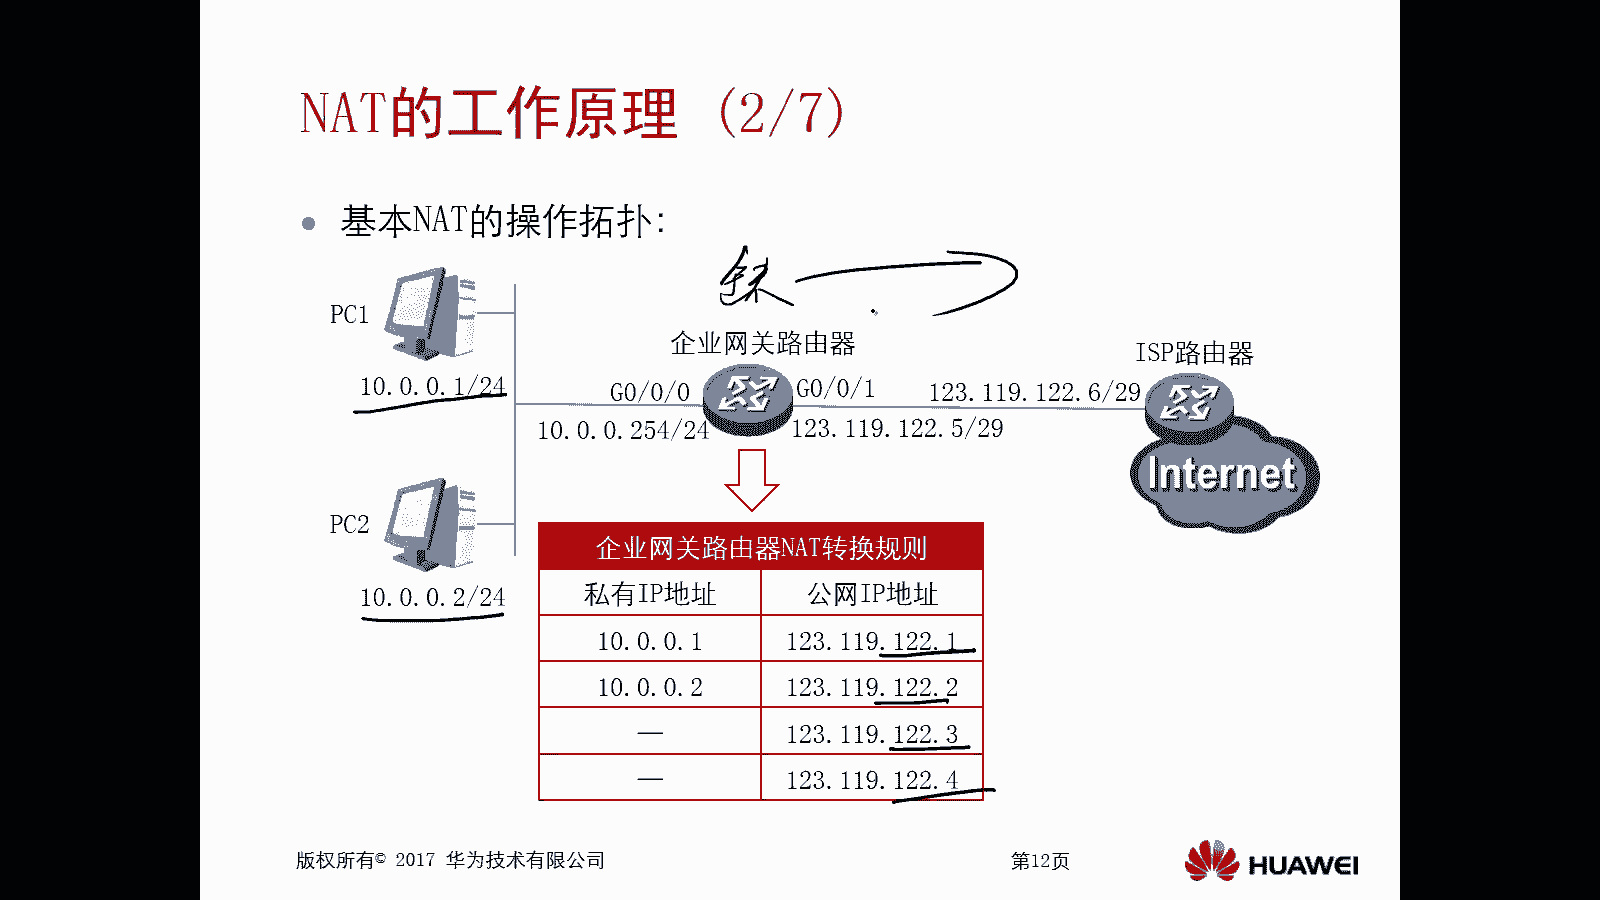 NAT的工作原理 (2/7)
基本NAT的操作拓扑:
PC1
10.0.0.1/24
企业网关路由器
ISP路由器
G0/0/0
G0/0/1
123.119.122.6/29
10.0.0.254/24
123.119.122.5/29
Internet
PC2
10.0.0.2/24
企业网关路由器NAT转换规则
私有IP地址 公网IP地址
10.0.0.1 123.119.122.1
10.0.0.2 123.119.122.2
— 123.119.122.3
— 123.119.122.4
版权所有© 2017 华为技术有限公司
第12页
HUAWEI